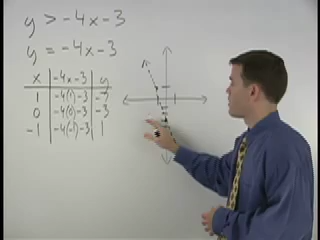 y > -4x-3
y = -4x-3
x | -4x-3 | y
1 | -4(1)-3 | -7
0 | -4(0)-3 | -3
-1 | -4(-1)-3 | 1